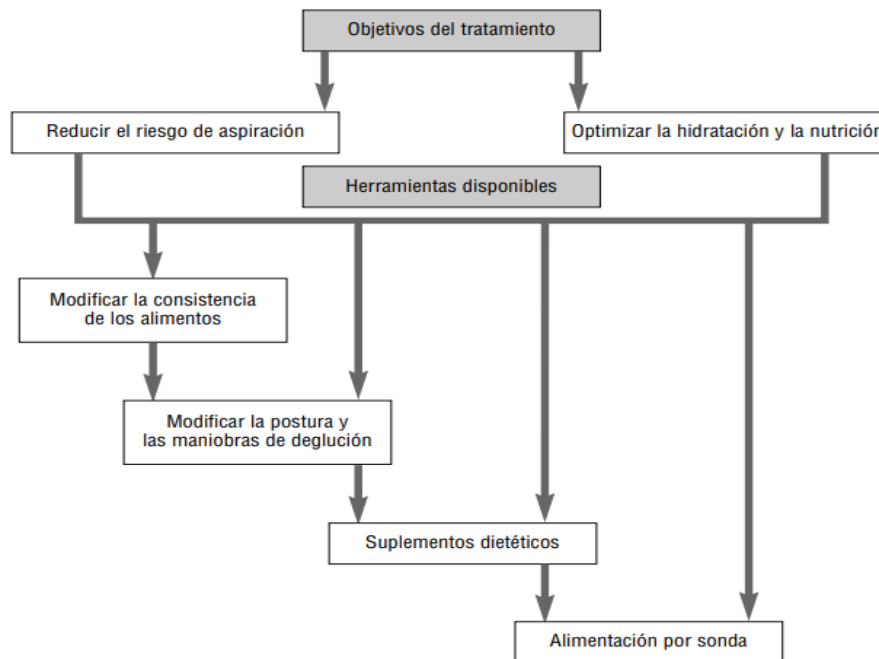 Objetivos del tratamiento
Reducir el riesgo de aspiración
Optimizar la hidratación y la nutrición
Herramientas disponibles
Modificar la consistencia
de los alimentos
Modificar la postura y
las maniobras de deglución
Suplementos dietéticos
Alimentación por sonda